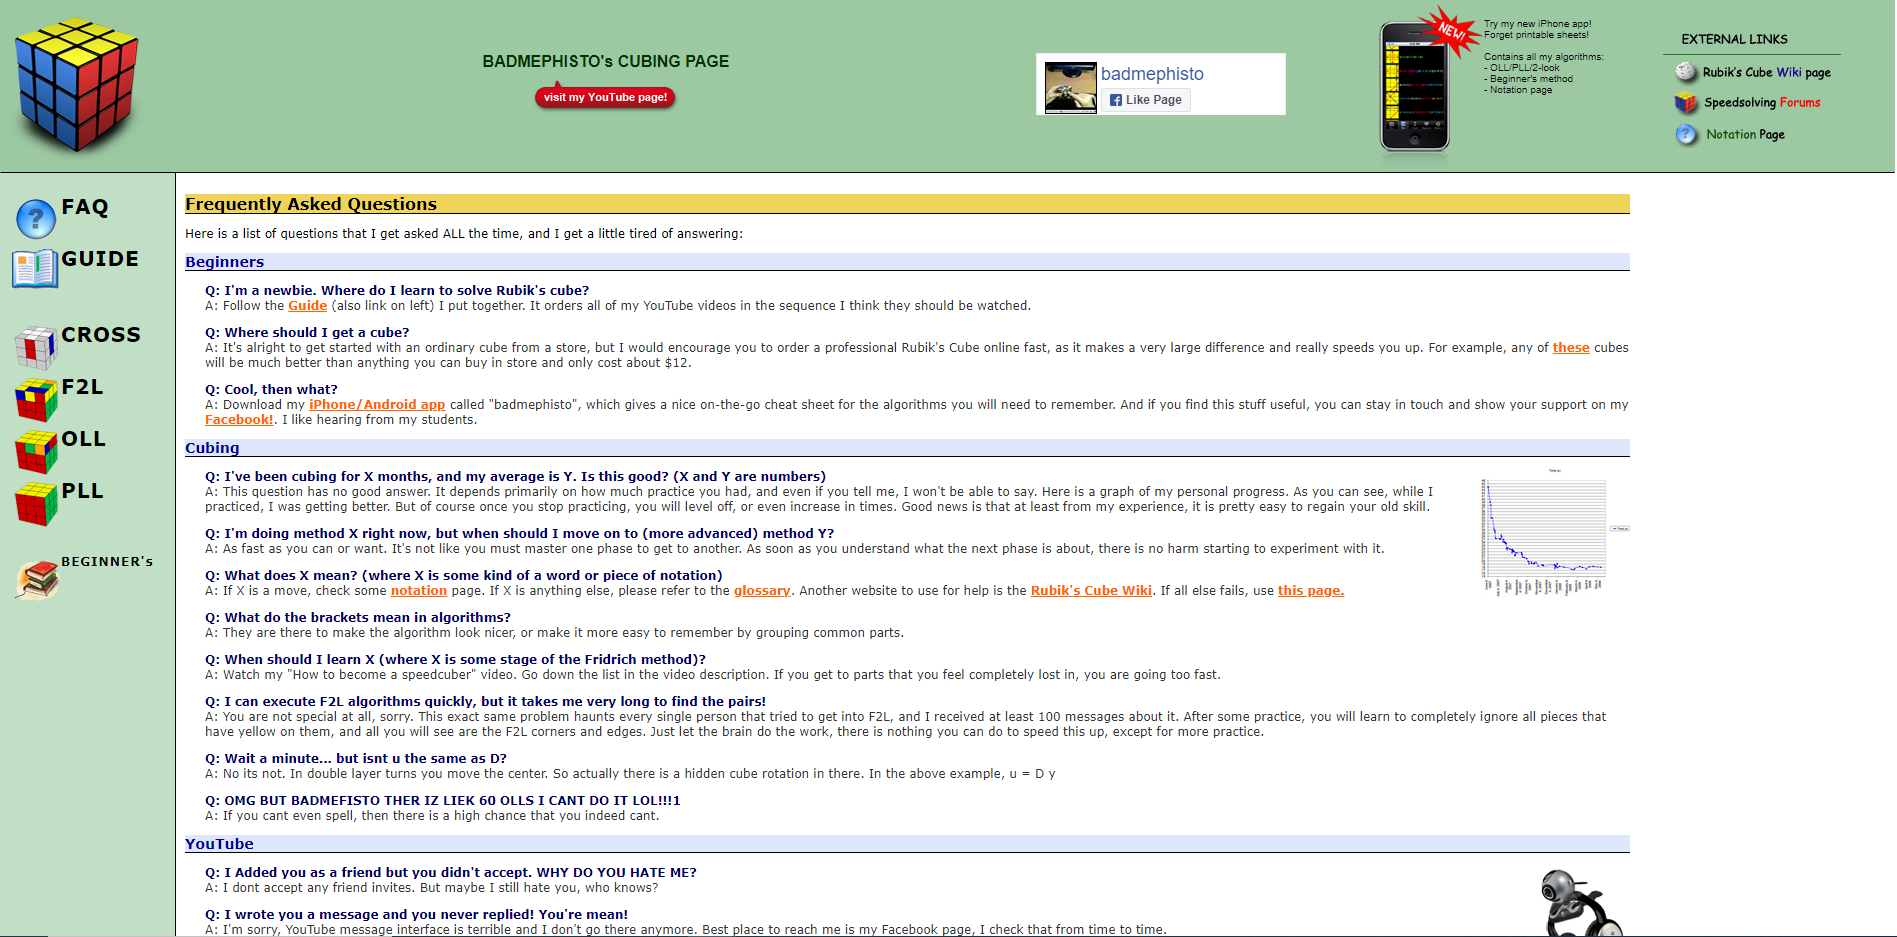 BADMEPHISTO's CUBING PAGE
visit my YouTube page!
badmephisto
Like Page
NEW!
Try my new iPhone app!
Forget printable sheets!
Contains all my algorithms:
- OLL/PLL/2-look
- Beginner's method
- Notation page
EXTERNAL LINKS
Rubik's Cube Wiki page
Speedsolving Forums
Notation Page
FAQ
GUIDE
CROSS
F2L
OLL
PLL
BEGINNER's
Frequently Asked Questions
Here is a list of questions that I get asked ALL the time, and I get a little tired of answering:
Beginners
Q: I'm a newbie. Where do I learn to solve Rubik's cube?
A: Follow the Guide (also link on left) I put together. It orders all of my YouTube videos in the sequence I think they should be watched.
Q: Where should I get a cube?
A: It's alright to get started with an ordinary cube from a store, but I would encourage you to order a professional Rubik's Cube online fast, as it makes a very large difference and really speeds you up. For example, any of these cubes
will be much better than anything you can buy in store and only cost about $12.
Q: Cool, then what?
A: Download my iPhone/Android app called "badmephisto", which gives a nice on-the-go cheat sheet for the algorithms you will need to remember. And if you find this stuff useful, you can stay in touch and show your support on my
Facebook!. I like hearing from my students.
Cubing
Q: I've been cubing for X months, and my average is Y. Is this good? (X and Y are numbers)
A: This question has no good answer. It depends primarily on how much practice you had, and even if you tell me, I won't be able to say. Here is a graph of my personal progress. As you can see, while I
practiced, I was getting better. But of course once you stop practicing, you will level off, or even increase in times. Good news is that at least from my experience, it is pretty easy to regain your old skill.
Q: I'm doing method X right now, but when should I move on to (more advanced) method Y?
A: As fast as you can or want. It's not like you must master one phase to get to another. As soon as you understand what the next phase is about, there is no harm starting to experiment with it.
Q: What does X mean? (where X is some kind of a word or piece of notation)
A: If X is a move, check some notation page. If X is anything else, please refer to the glossary. Another website to use for help is the Rubik's Cube Wiki. If all else fails, use this page.
Q: What do the brackets mean in algorithms?
A: They are there to make the algorithm look nicer, or make it more easy to remember by grouping common parts.
Q: When should I learn X (where X is some stage of the Fridrich method)?
A: Watch my "How to become a speedcuber" video. Go down the list in the video description. If you get to parts that you feel completely lost in, you are going too fast.
Q: I can execute F2L algorithms quickly, but it takes me very long to find the pairs!
A: You are not special at all, sorry. This exact same problem haunts every single person that tried to get into F2L, and I received at least 100 messages about it. After some practice, you will learn to completely ignore all pieces that
have yellow on them, and all you will see are the F2L corners and edges. Just let the brain do the work, there is nothing you can do to speed this up, except for more practice.
Q: Wait a minute... but isnt u the same as D?
A: No its not. In double layer turns you move the center. So actually there is a hidden cube rotation in there. In the above example, u = D y
Q: OMG BUT BADMEFISTO THER IZ LIEK 60 OLLS I CANT DO IT LOL!!!1
A: If you cant even spell, then there is a high chance that you indeed cant.
YouTube
Q: I Added you as a friend but you didn't accept. WHY DO YOU HATE ME?
A: I dont accept any friend invites. But maybe I still hate you, who knows?
Q: I wrote you a message and you never replied! You're mean!
A: I'm sorry, YouTube message interface is terrible and I don't go there anymore. Best place to reach me is my Facebook page, I check that from time to time.